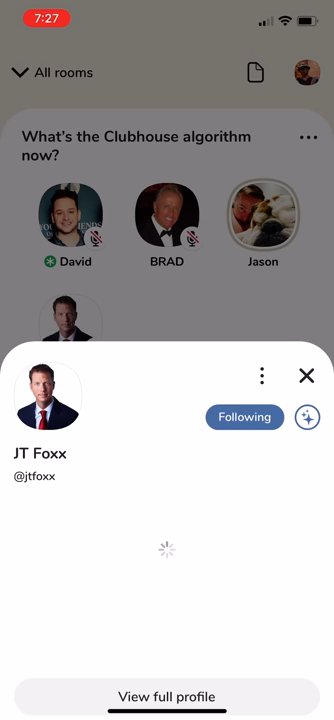 7:27
All rooms
What's the Clubhouse algorithm
now?
David
BRAD
Jason
Following
JT Foxx
@jtfoxx
View full profile